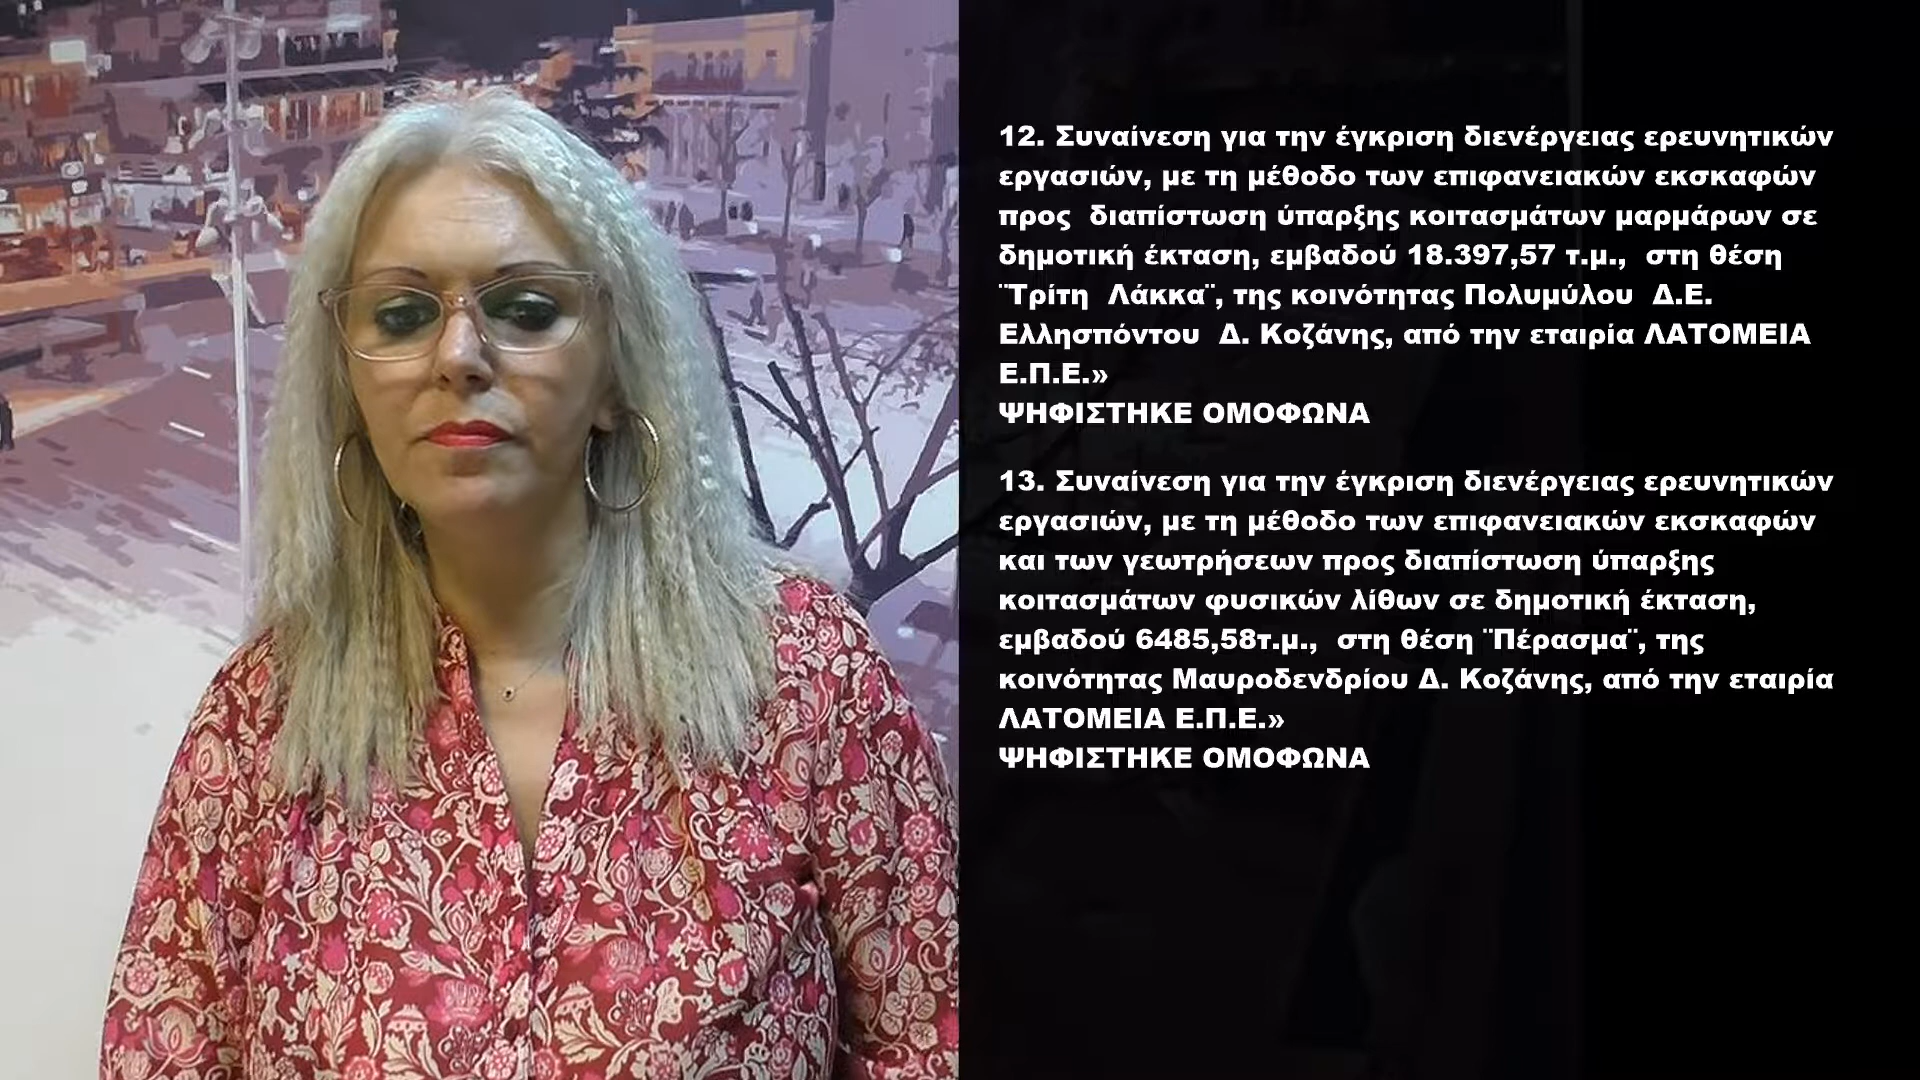 12. Συναίνεση για την έγκριση διενέργειας ερευνητικών
εργασιών, με τη μέθοδο των επιφανειακών εκσκαφών
προς  διαπίστωση ύπαρξης κοιτασμάτων μαρμάρων σε
δημοτική έκταση, εμβαδού 18.397,57 τ.μ.,  στη θέση
¨Τρίτη  Λάκκα¨, της κοινότητας Πολυμύλου  Δ.Ε.
Ελλησπόντου  Δ. Κοζάνης, από την εταιρία ΛΑΤΟΜΕΙΑ
Ε.Π.Ε.»
ΨΗΦΙΣΤΗΚΕ ΟΜΟΦΩΝΑ
13. Συναίνεση για την έγκριση διενέργειας ερευνητικών
εργασιών, με τη μέθοδο των επιφανειακών εκσκαφών
και των γεωτρήσεων προς διαπίστωση ύπαρξης
κοιτασμάτων φυσικών λίθων σε δημοτική έκταση,
εμβαδού 6485,58τ.μ.,  στη θέση ¨Πέρασμα¨, της
κοινότητας Μαυροδενδρίου Δ. Κοζάνης, από την εταιρία
ΛΑΤΟΜΕΙΑ Ε.Π.Ε.»
ΨΗΦΙΣΤΗΚΕ ΟΜΟΦΩΝΑ